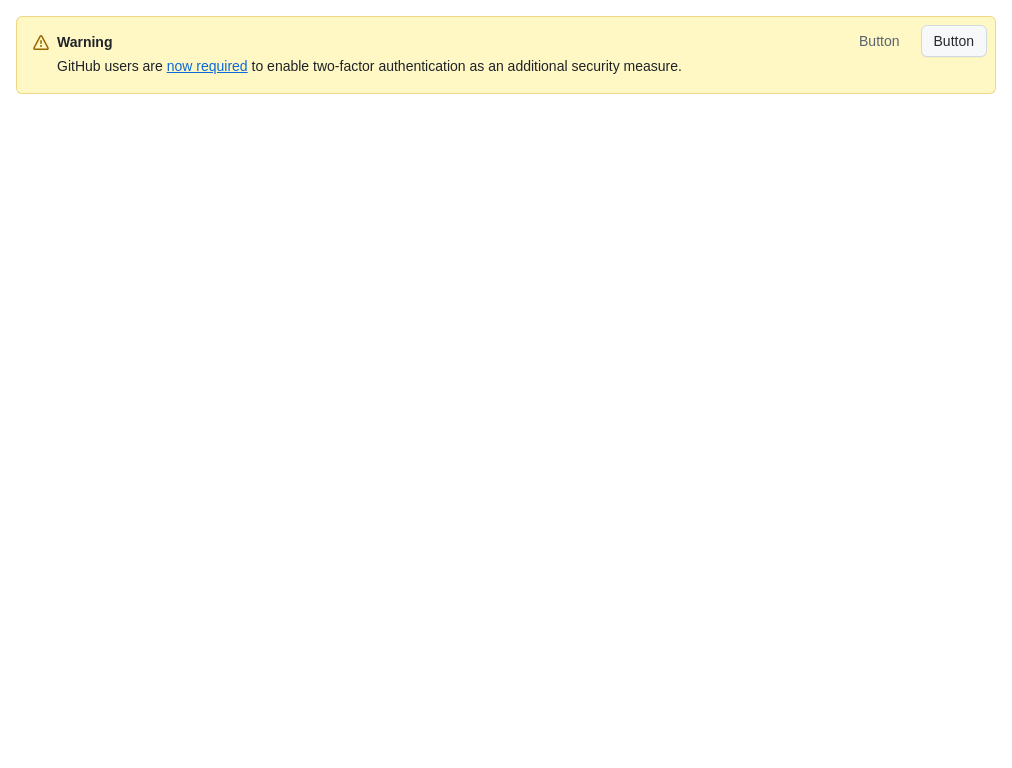 Warning
Button
Button
GitHub users are now required to enable two-factor authentication as an additional security measure.